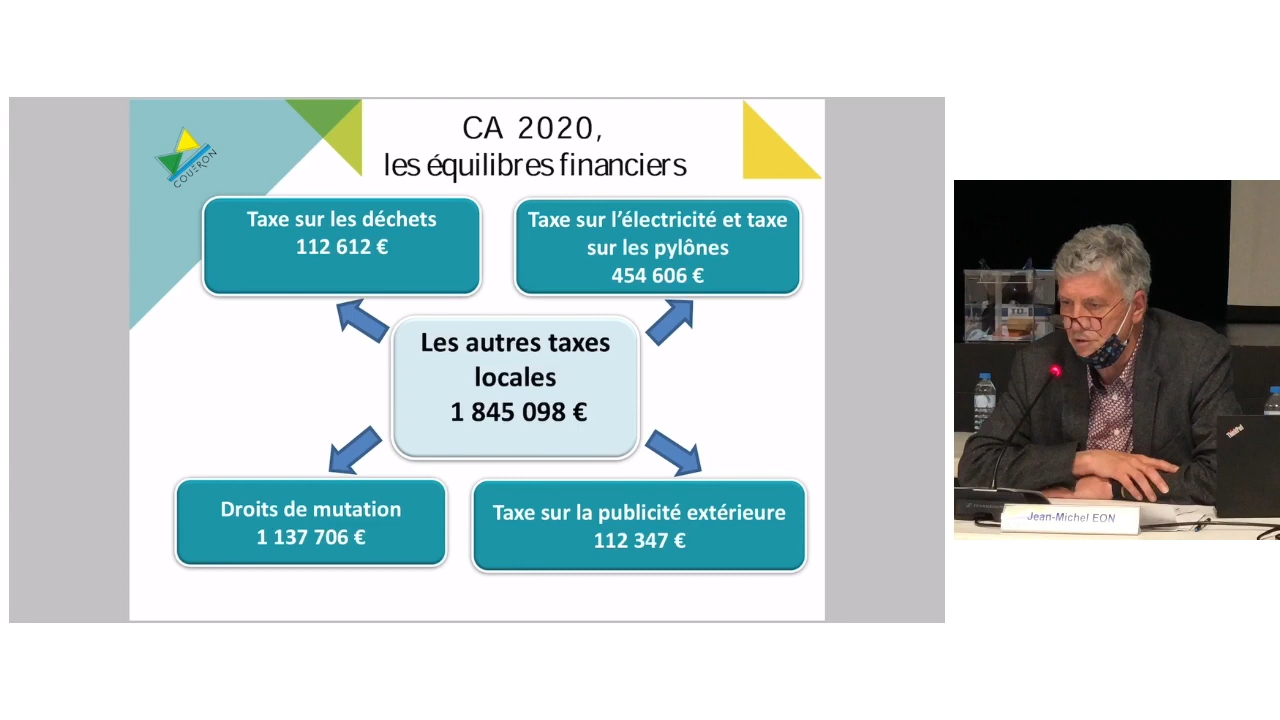 CA 2020,
les équilibres financiers
COUËRON
Taxe sur les déchets
112 612 €
Taxe sur l'électricité et taxe
sur les pylônes
454 606 €
Les autres taxes
locales
1 845 098 €
Droits de mutation
1 137 706 €
Taxe sur la publicité extérieure
112 347 €
Jean-Michel EON
ThinkPad